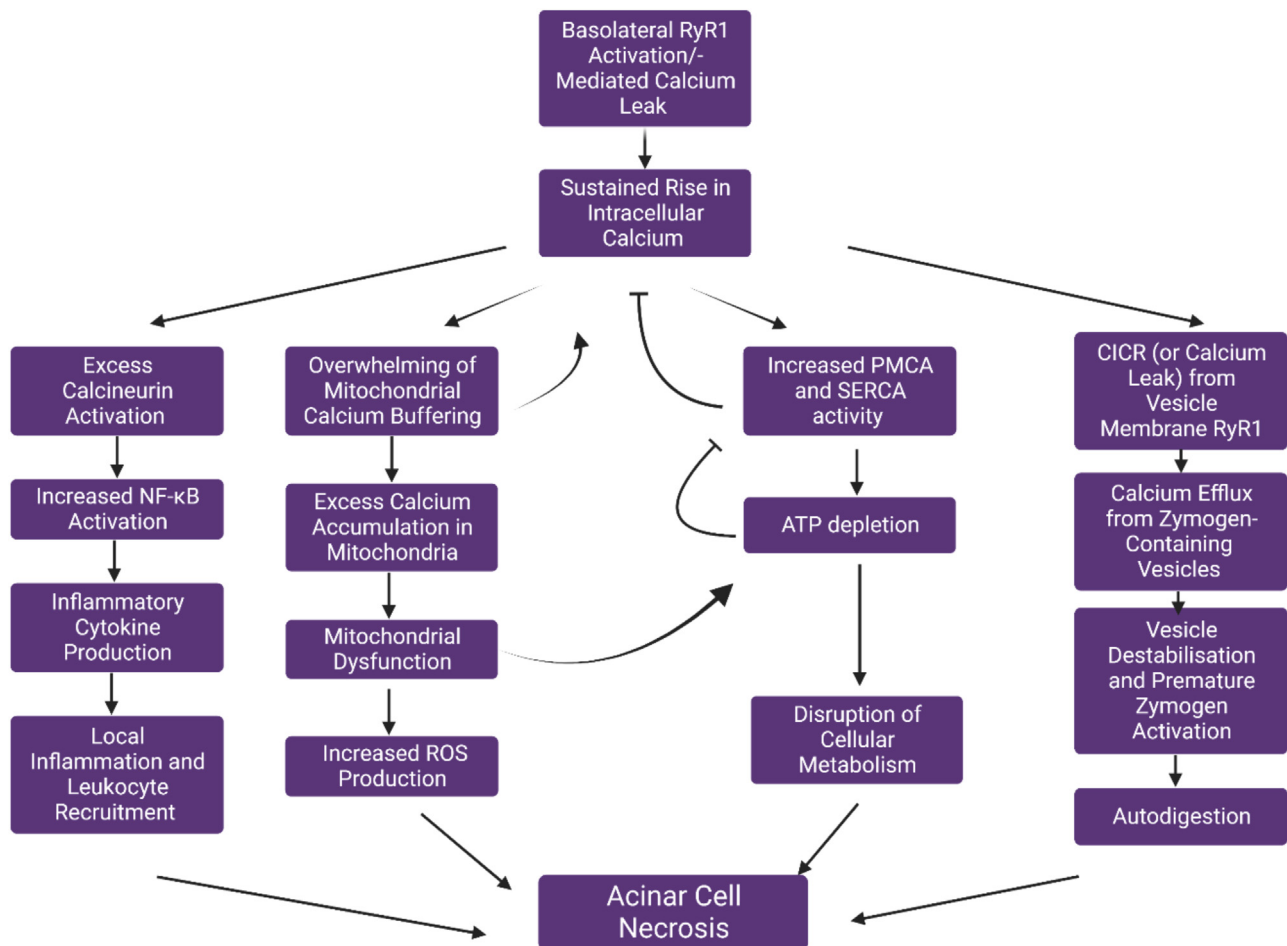 Basolateral RyR1
Activation/-
Mediated Calcium
Leak
Sustained Rise in
Intracellular
Calcium
Excess
Calcineurin
Activation
Increased NF-κB
Activation
Inflammatory
Cytokine
Production
Local
Inflammation and
Leukocyte
Recruitment
Overwhelming of
Mitochondrial
Calcium Buffering
Excess Calcium
Accumulation in
Mitochondria
Mitochondrial
Dysfunction
Increased ROS
Production
Increased PMCA
and SERCA
activity
ATP depletion
Disruption of
Cellular
Metabolism
CICR (or Calcium
Leak) from
Vesicle
Membrane RyR1
Calcium Efflux
from Zymogen-
Containing
Vesicles
Vesicle
Destabilisation
and Premature
Zymogen
Activation
Autodigestion
Acinar Cell
Necrosis